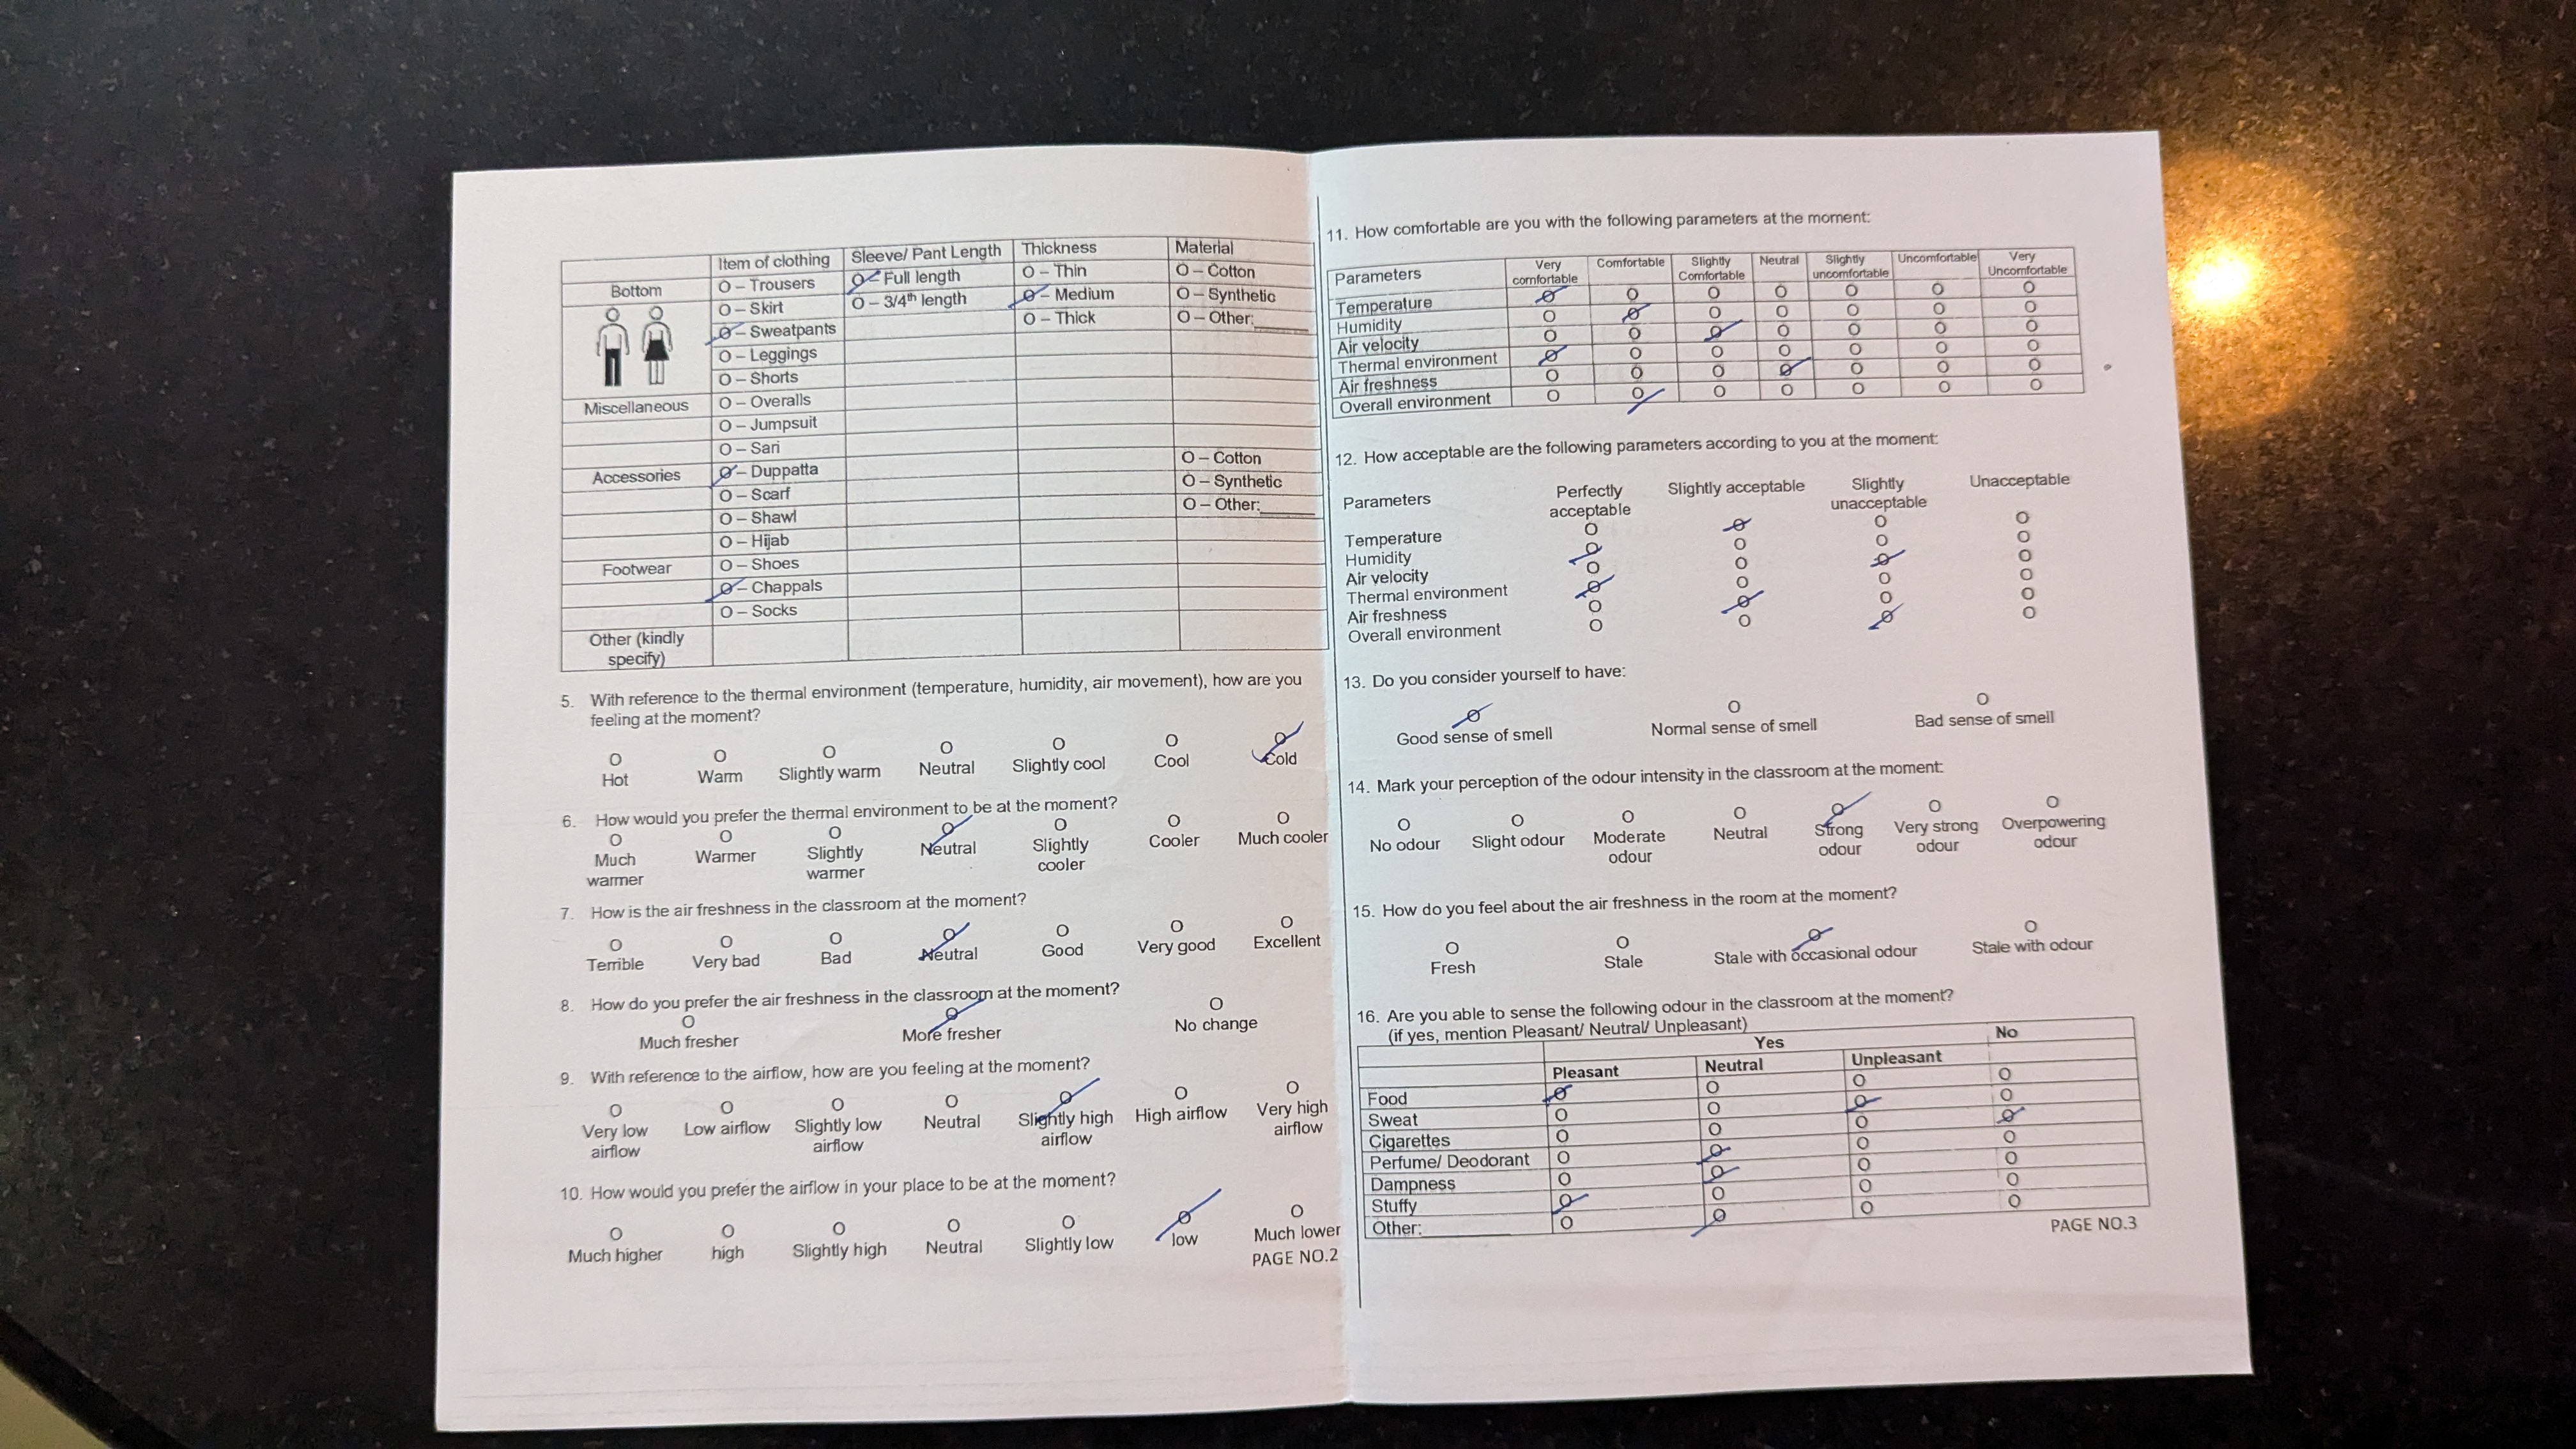 Item of clothing Sleeve/ Pant Length Thickness Material
Bottom O – Trousers O – Full length O – Thin O – Cotton
O – Skirt O – 3/4th length O – Medium O – Synthetic
O – Sweatpants O – Thick O – Other:______
O – Leggings
O – Shorts
Miscellaneous O – Overalls
O – Jumpsuit
O – Sari
Accessories O – Duppatta O – Cotton
O – Scarf O – Synthetic
O – Shawl O – Other:______
O – Hijab
Footwear O – Shoes
O – Chappals
O – Socks
Other (kindly
specify)
5. With reference to the thermal environment (temperature, humidity, air movement), how are you
feeling at the moment?
O O O O O O O
Hot Warm Slightly warm Neutral Slightly cool Cool Cold
6. How would you prefer the thermal environment to be at the moment?
O O O O O O O
Much Warmer Slightly Neutral Slightly Cooler Much cooler
warmer warmer cooler
7. How is the air freshness in the classroom at the moment?
O O O O O O O
Terrible Very bad Bad Neutral Good Very good Excellent
8. How do you prefer the air freshness in the classroom at the moment?
O O O
Much fresher More fresher No change
9. With reference to the airflow, how are you feeling at the moment?
O O O O O O O
Very low Low airflow Slightly low Neutral Slightly high High airflow Very high
airflow airflow airflow airflow
10. How would you prefer the airflow in your place to be at the moment?
O O O O O O O
Much higher high Slightly high Neutral Slightly low low Much lower
PAGE NO.2
11. How comfortable are you with the following parameters at the moment:
Parameters Very Comfortable Slightly Neutral Slightly Uncomfortable Very
comfortable Comfortable uncomfortable Uncomfortable
Temperature O O O O O O O
Humidity O O O O O O O
Air velocity O O O O O O O
Thermal environment O O O O O O O
Air freshness O O O O O O O
Overall environment O O O O O O O
12. How acceptable are the following parameters according to you at the moment:
Parameters Perfectly Slightly acceptable Slightly Unacceptable
acceptable unacceptable
Temperature O O O O
Humidity O O O O
Air velocity O O O O
Thermal environment O O O O
Air freshness O O O O
Overall environment O O O O
13. Do you consider yourself to have:
O O O
Good sense of smell Normal sense of smell Bad sense of smell
14. Mark your perception of the odour intensity in the classroom at the moment:
O O O O O O O
No odour Slight odour Moderate Neutral Strong Very strong Overpowering
odour odour odour odour
15. How do you feel about the air freshness in the room at the moment?
O O O O
Fresh Stale Stale with occasional odour Stale with odour
16. Are you able to sense the following odour in the classroom at the moment?
(if yes, mention Pleasant/ Neutral/ Unpleasant)
Yes No
Pleasant Neutral Unpleasant
Food O O O O
Sweat O O O O
Cigarettes O O O O
Perfume/ Deodorant O O O O
Dampness O O O O
Stuffy O O O O
Other:________ O O O O
PAGE NO.3